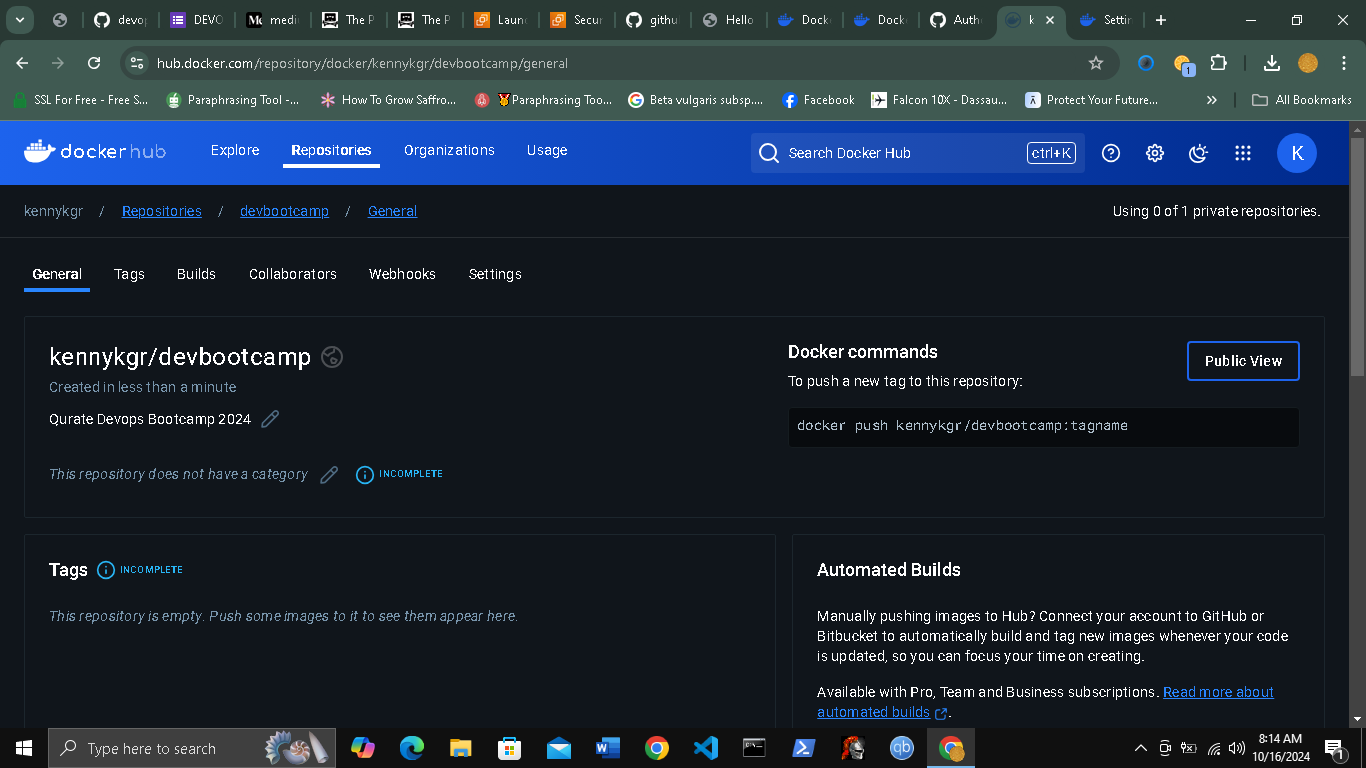 devop
DEVO
medi
The P
The P
Laun
Secur
githu
Hello
Docke
Docke
Auth
k
Settin
hub.docker.com/repository/docker/kennykgr/devbootcamp/general
1
SSL For Free - Free S...
Paraphrasing Tool -...
How To Grow Saffro...
Paraphrasing Tool...
Beta vulgaris subsp....
Facebook
Falcon 10X - Dassau...
Protect Your Future...
All Bookmarks
docker hub
Explore
Repositories
Organizations
Usage
Search Docker Hub
ctrl+K
K
kennykgr / Repositories / devbootcamp / General
Using 0 of 1 private repositories.
General
Tags
Builds
Collaborators
Webhooks
Settings
kennykgr/devbootcamp
Created in less than a minute
Qurate Devops Bootcamp 2024
This repository does not have a category
INCOMPLETE
Docker commands
Public View
To push a new tag to this repository:
docker push kennykgr/devbootcamp:tagname
Tags
INCOMPLETE
This repository is empty. Push some images to it to see them appear here.
Automated Builds
Manually pushing images to Hub? Connect your account to GitHub or
Bitbucket to automatically build and tag new images whenever your code
is updated, so you can focus your time on creating.
Available with Pro, Team and Business subscriptions. Read more about
automated builds.
Type here to search
qb
8:14 AM
10/16/2024
1